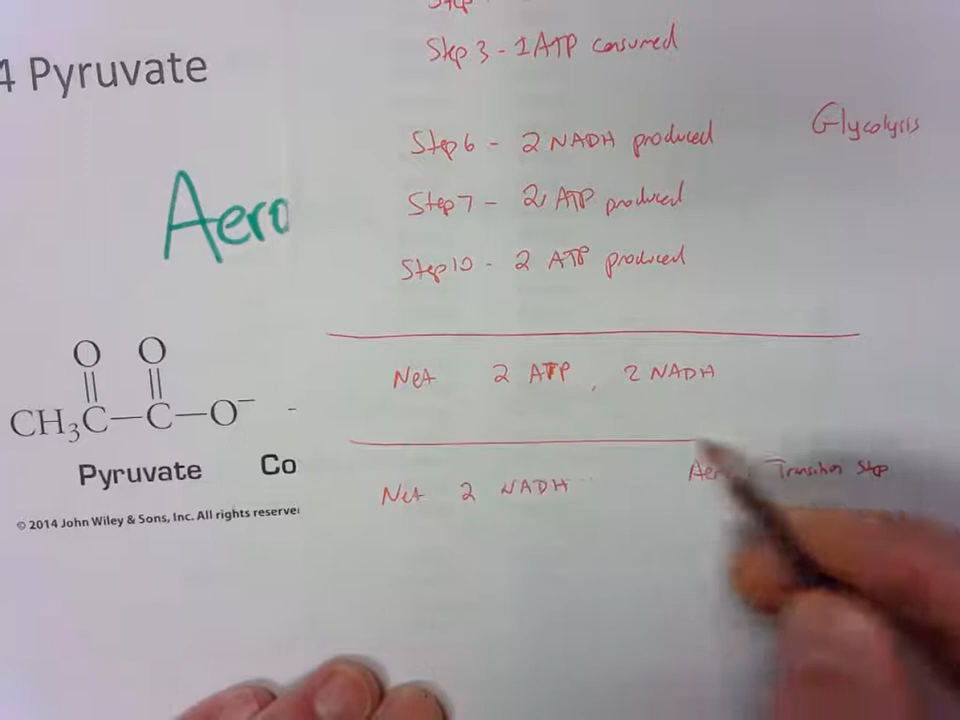 Step 3 - 1 ATP consumed
4 Pyruvate
Glycolysis
Step 6 - 2 NADH produced
Step 7 - 2 ATP produced
Aero
Step 10 - 2 ATP produced
Net 2 ATP, 2 NADH
O O
CH3C—C—O− -
Pyruvate Co
Transition Step
Net 2 NADH
© 2014 John Wiley & Sons, Inc. All rights reserve